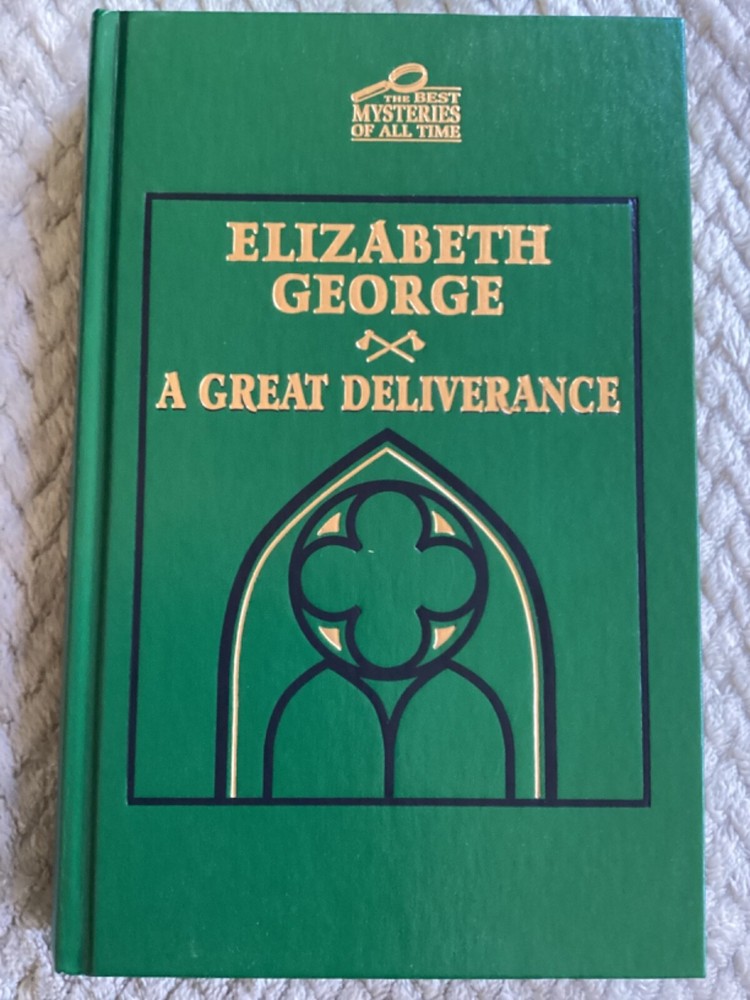 THE BEST
MYSTERIES
OF ALL TIME
ELIZABETH
GEORGE
A GREAT DELIVERANCE